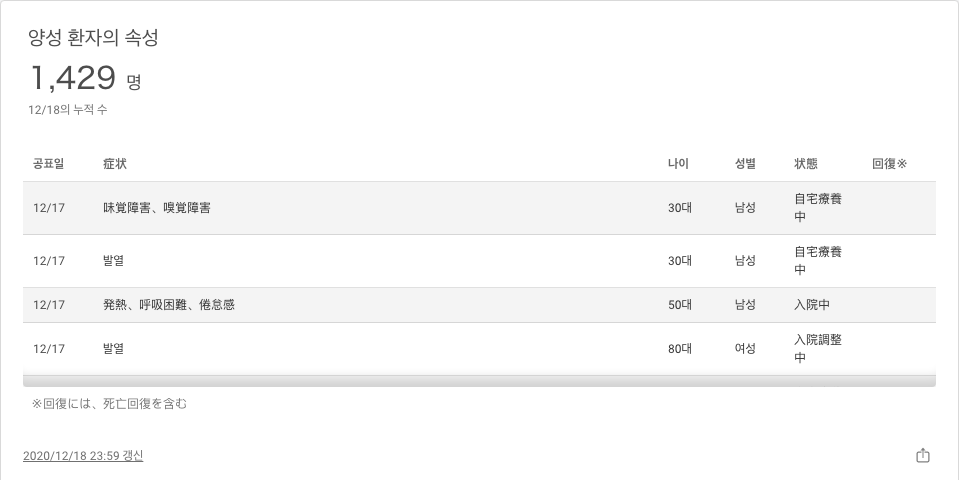 양성 환자의 속성
1,429 명
12/18의 누적 수
공표일 症状 나이 성별 状態 回復※
12/17 味覚障害、嗅覚障害 30대 남성 自宅療養
中
12/17 발열 30대 남성 自宅療養
中
12/17 発熱、呼吸困難、倦怠感 50대 남성 入院中
12/17 발열 80대 여성 入院調整
中
※回復には、死亡回復を含む
2020/12/18 23:59 갱신